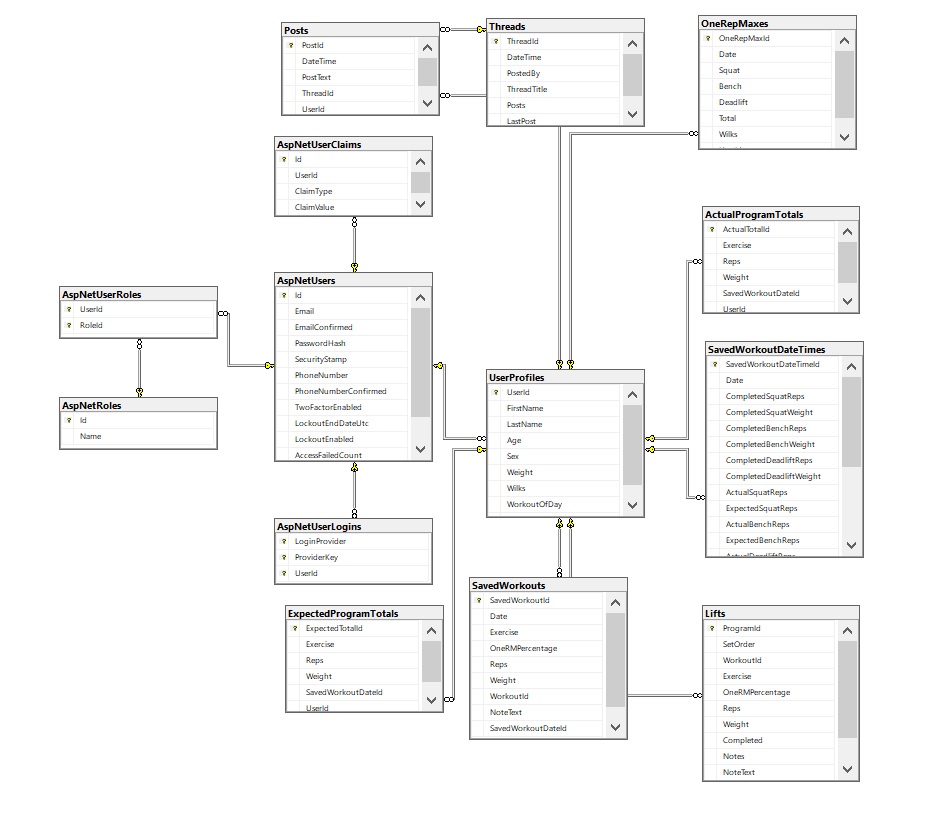 Posts
PostId
DateTime
PostText
ThreadId
UserId
Threads
ThreadId
DateTime
PostedBy
ThreadTitle
Posts
LastPost
OneRepMaxes
OneRepMaxId
Date
Squat
Bench
Deadlift
Total
Wilks
AspNetUserClaims
Id
UserId
ClaimType
ClaimValue
ActualProgramTotals
ActualTotalId
Exercise
Reps
Weight
SavedWorkoutDateId
UserId
AspNetUserRoles
UserId
RoleId
AspNetUsers
Id
Email
EmailConfirmed
PasswordHash
SecurityStamp
PhoneNumber
PhoneNumberConfirmed
TwoFactorEnabled
LockoutEndDateUtc
LockoutEnabled
AccessFailedCount
AspNetRoles
Id
Name
UserProfiles
UserId
FirstName
LastName
Age
Sex
Weight
Wilks
WorkoutOfDay
SavedWorkoutDateTimes
SavedWorkoutDateTimeId
Date
CompletedSquatReps
CompletedSquatWeight
CompletedBenchReps
CompletedBenchWeight
CompletedDeadliftReps
CompletedDeadliftWeight
ActualSquatReps
ExpectedSquatReps
ActualBenchReps
ExpectedBenchReps
ActualDeadliftReps
AspNetUserLogins
LoginProvider
ProviderKey
UserId
ExpectedProgramTotals
ExpectedTotalId
Exercise
Reps
Weight
SavedWorkoutDateId
UserId
SavedWorkouts
SavedWorkoutId
Date
Exercise
OneRMPercentage
Reps
Weight
WorkoutId
NoteText
SavedWorkoutDateId
Lifts
ProgramId
SetOrder
WorkoutId
Exercise
OneRMPercentage
Reps
Weight
Completed
Notes
NoteText